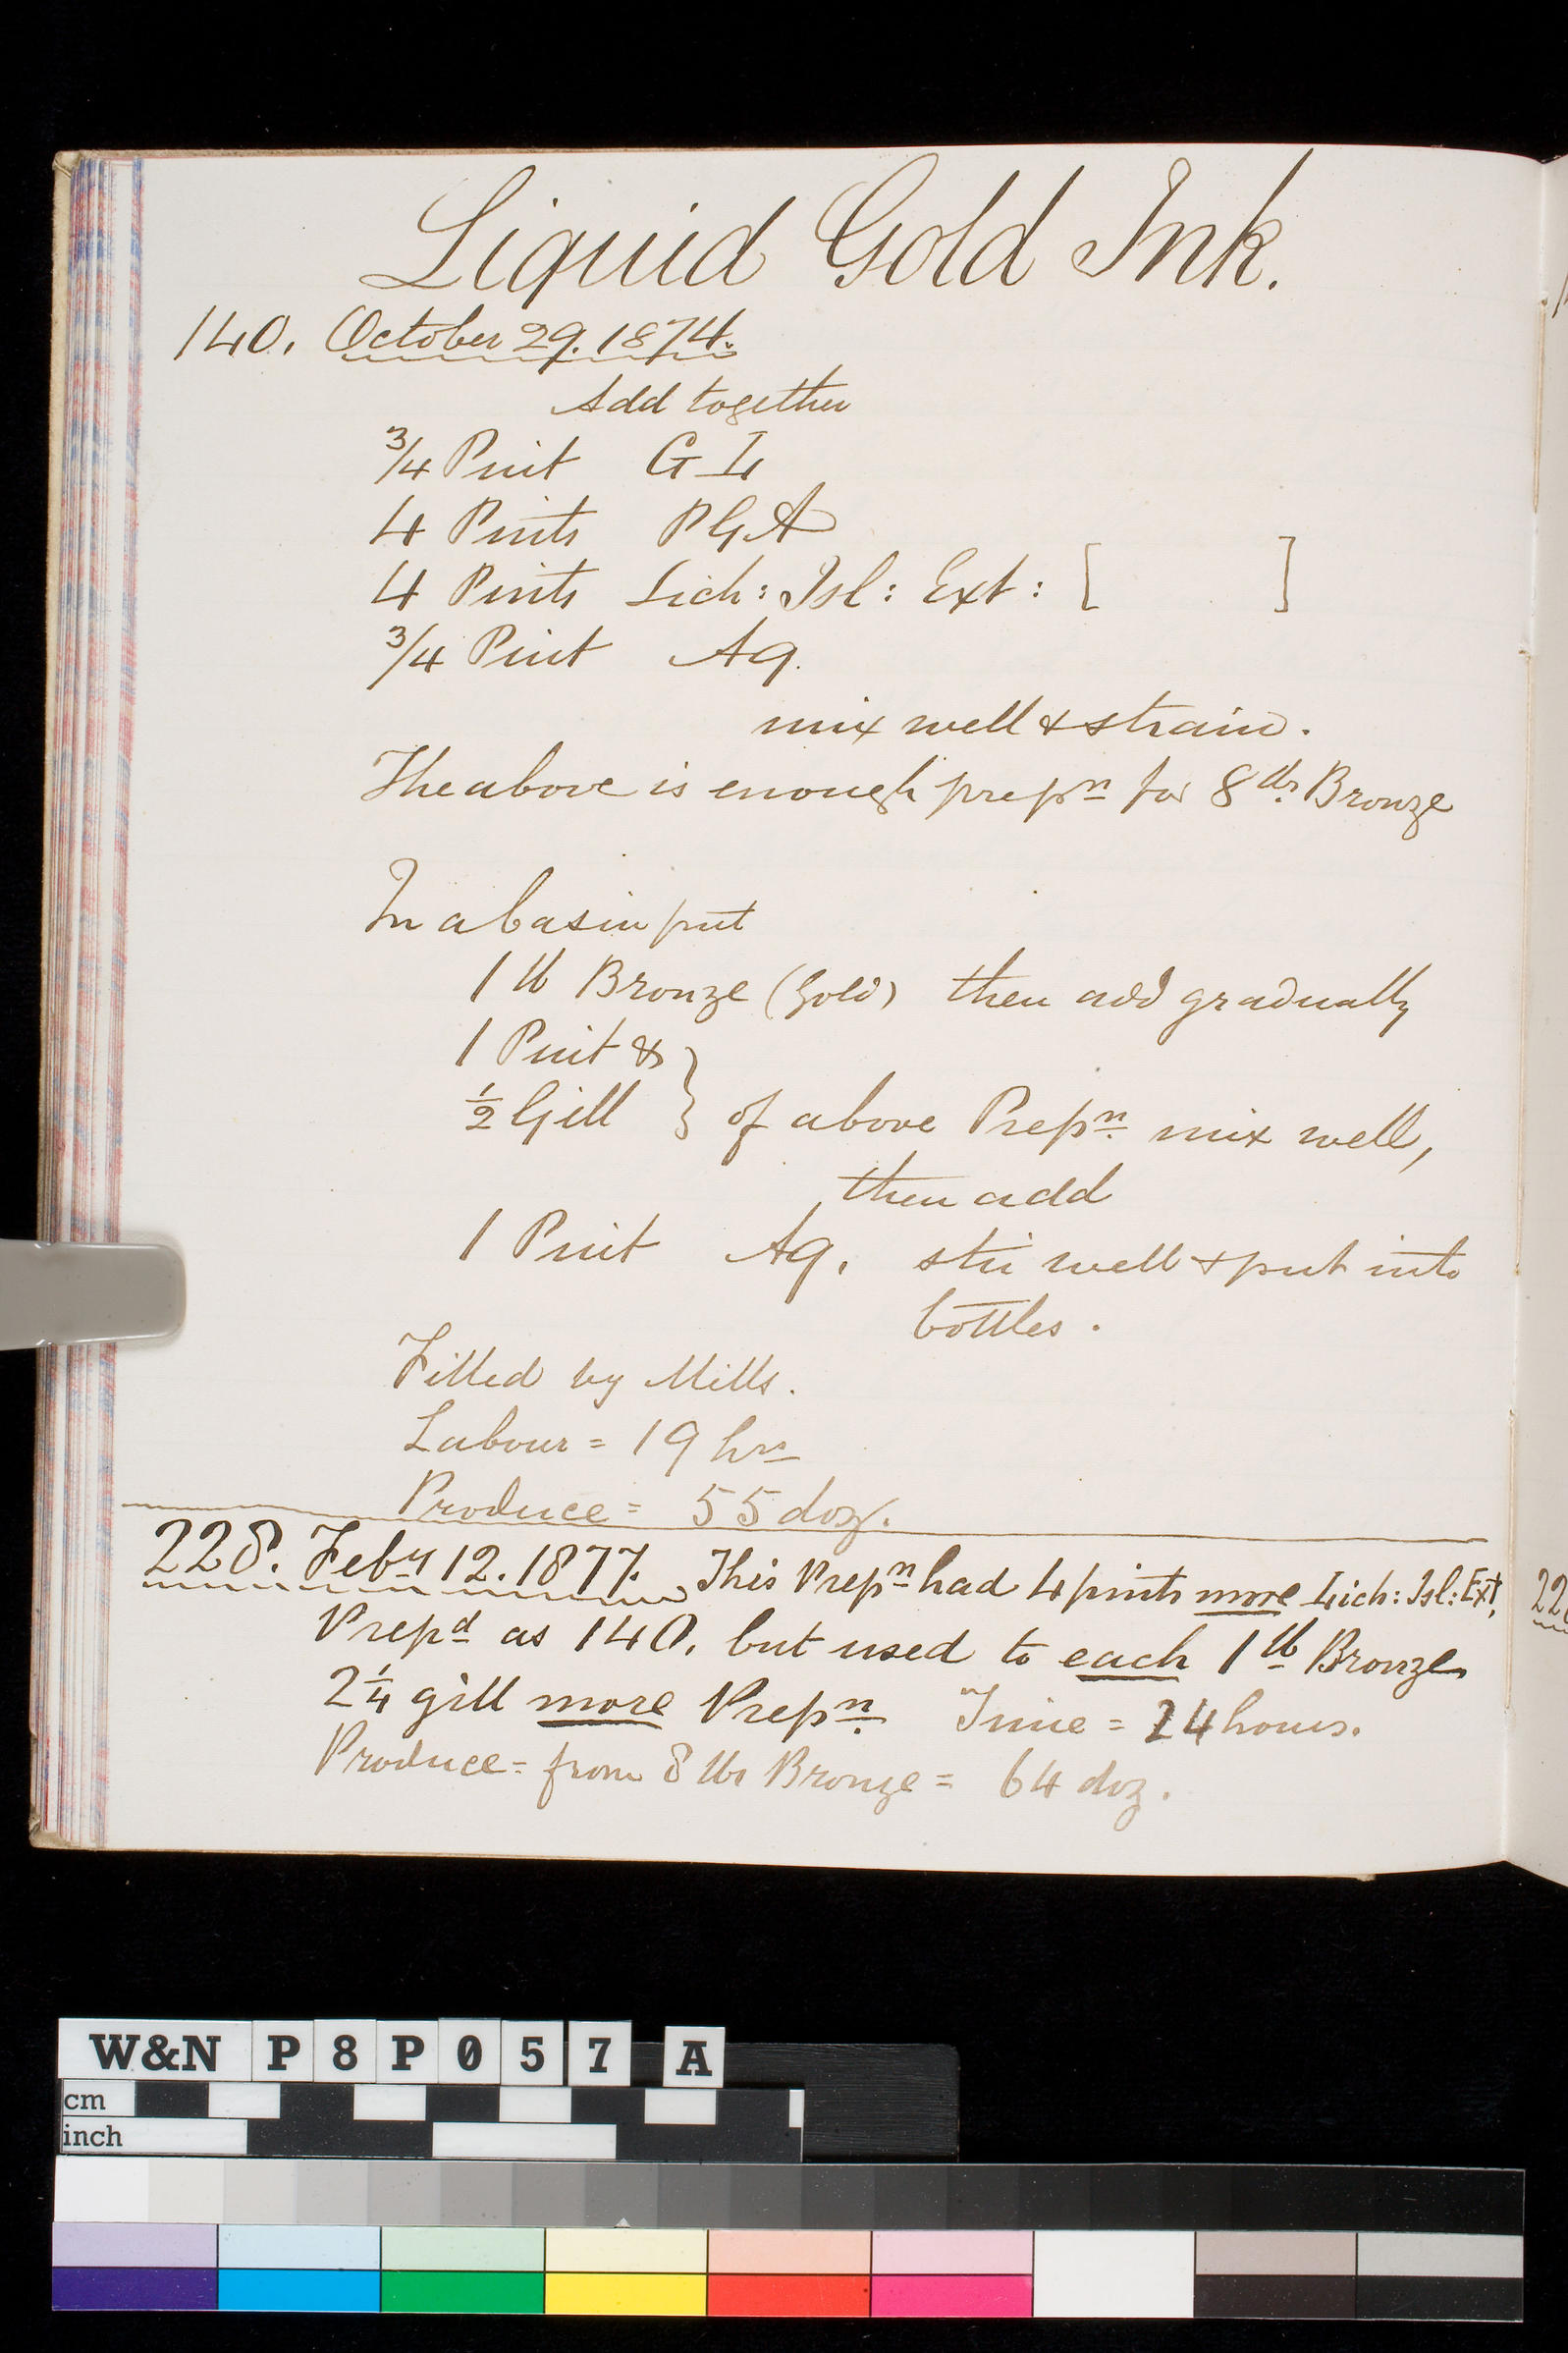 Liquid Gold Ink.
140. October 29. 1874.
Add together
3/4 Pint G L
4 Pints PGA
4 Pints Lich: Isl: Ext: [ ]
3/4 Pint Aq.
mix well & strain.
The above is enough prepn for 8 lbs Bronze
In a basin put
1 lb Bronze (Gold) then add gradually
1 Pint &
1/2 Gill } of above Prepn mix well,
then add
1 Pint Aq. stir well & put into
bottles.
Filled by Mills.
Labour = 19 hrs
Produce = 55 doz.
228. Feby 12. 1877. This Prepn had 4 pints more Lich: Isl: Ext.
Prepd as 140. but used to each 1 lb Bronze
2 1/4 gill more Prepn. Time = 24 hours.
Produce = from 8 lbs Bronze = 64 doz.
W&N P8P057 A
cm
inch